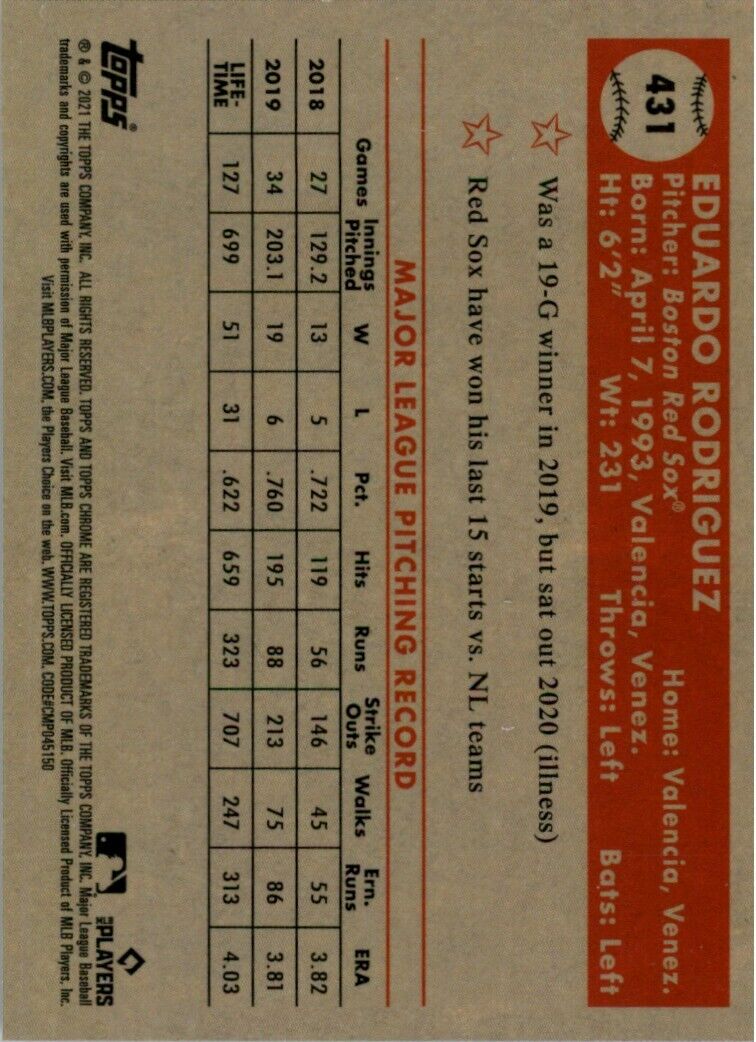 431
EDUARDO RODRIGUEZ
Pitcher: Boston Red Sox® Home: Valencia, Venez.
Born: April 7, 1993, Valencia, Venez.
Ht: 6'2" Wt: 231 Throws: Left Bats: Left
Was a 19-G winner in 2019, but sat out 2020 (illness)
Red Sox have won his last 15 starts vs. NL teams
MAJOR LEAGUE PITCHING RECORD
Games Innings Pitched W L Pct. Hits Runs Strike Outs Walks Ern. Runs ERA
2018 27 129.2 13 5 .722 119 56 146 45 55 3.82
2019 34 203.1 19 6 .760 195 88 213 75 86 3.81
LIFE-TIME 127 699 51 31 .622 659 323 707 247 313 4.03
topps®
MLB PLAYERS
® & © 2021 THE TOPPS COMPANY, INC. ALL RIGHTS RESERVED. TOPPS AND TOPPS CHROME ARE REGISTERED TRADEMARKS OF THE TOPPS COMPANY, INC. Major League Baseball
trademarks and copyrights are used with permission of Major League Baseball. Visit MLB.com. OFFICIALLY LICENSED PRODUCT OF MLB. Officially Licensed Product of MLB Players, Inc.
Visit MLBPLAYERS.COM, the Players Choice on the web. WWW.TOPPS.COM. CODE#CMP045150